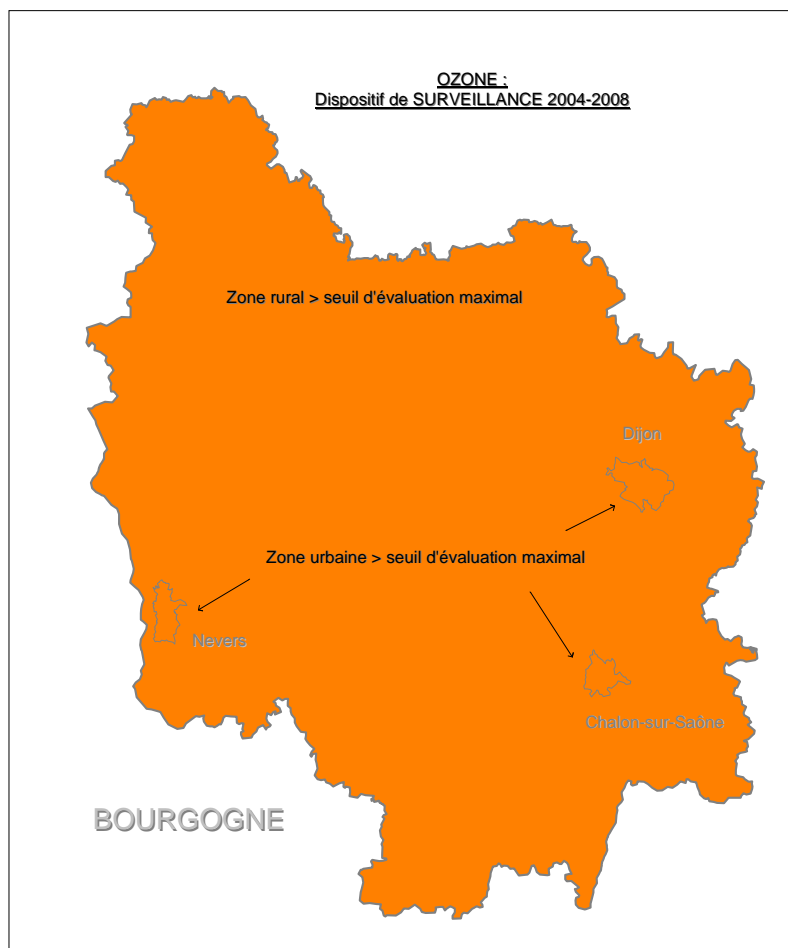 OZONE :
Dispositif de SURVEILLANCE 2004-2008
Zone rural > seuil d'évaluation maximal
Dijon
Zone urbaine > seuil d'évaluation maximal
Nevers
Chalon-sur-Saône
BOURGOGNE